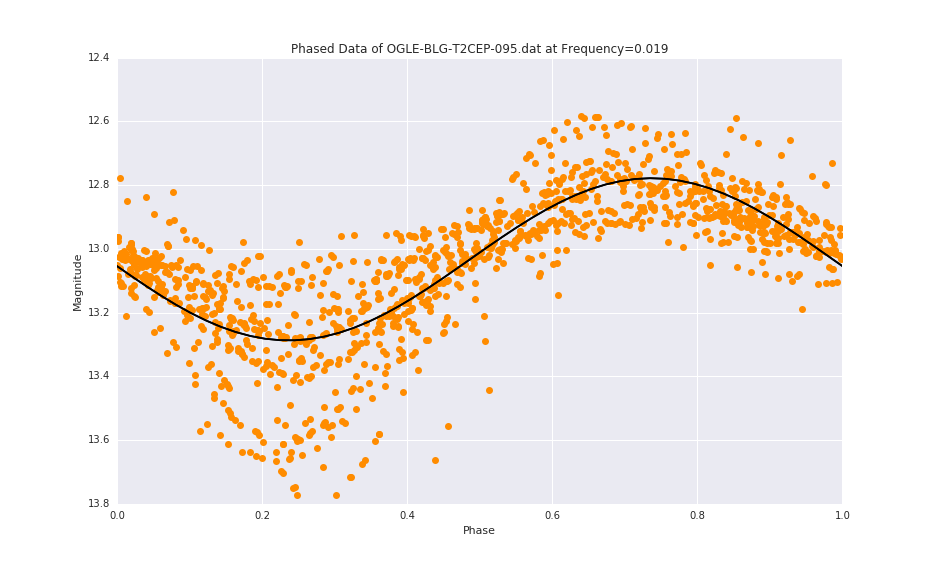 Phased Data of OGLE-BLG-T2CEP-095.dat at Frequency=0.019
12.4
12.6
12.8
13.0
13.2
13.4
13.6
13.8
Magnitude
0.0 0.2 0.4 0.6 0.8 1.0
Phase